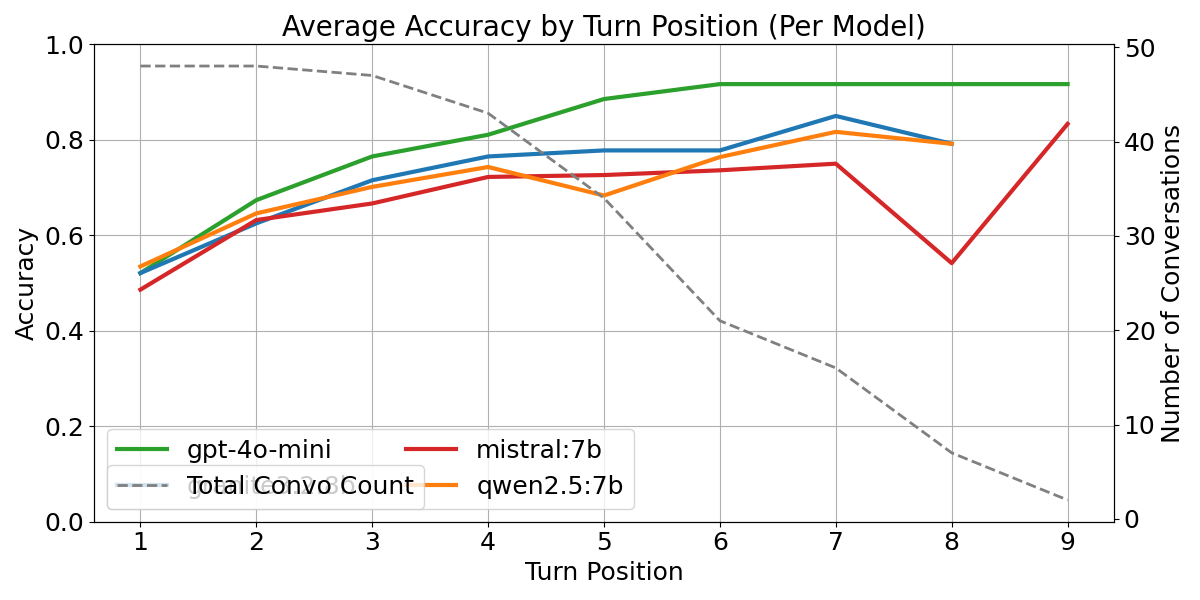 Average Accuracy by Turn Position (Per Model)
1.0
0.8
0.6
0.4
0.2
0.0
Accuracy
50
40
30
20
10
0
Number of Conversations
gpt-4o-mini
mistral:7b
Total Convo Count
qwen2.5:7b
1 2 3 4 5 6 7 8 9
Turn Position